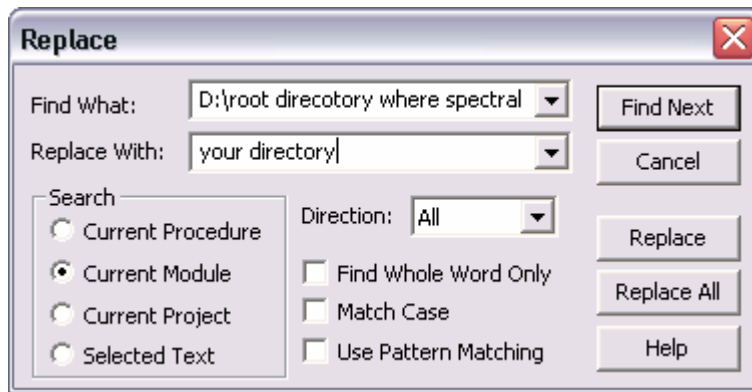 Replace
Find What: D:\root direcotory where spectral
Find Next
Replace With: your directory
Cancel
Search
Direction: All
Current Procedure
Replace
Current Module
Find Whole Word Only
Replace All
Current Project
Match Case
Selected Text
Use Pattern Matching
Help